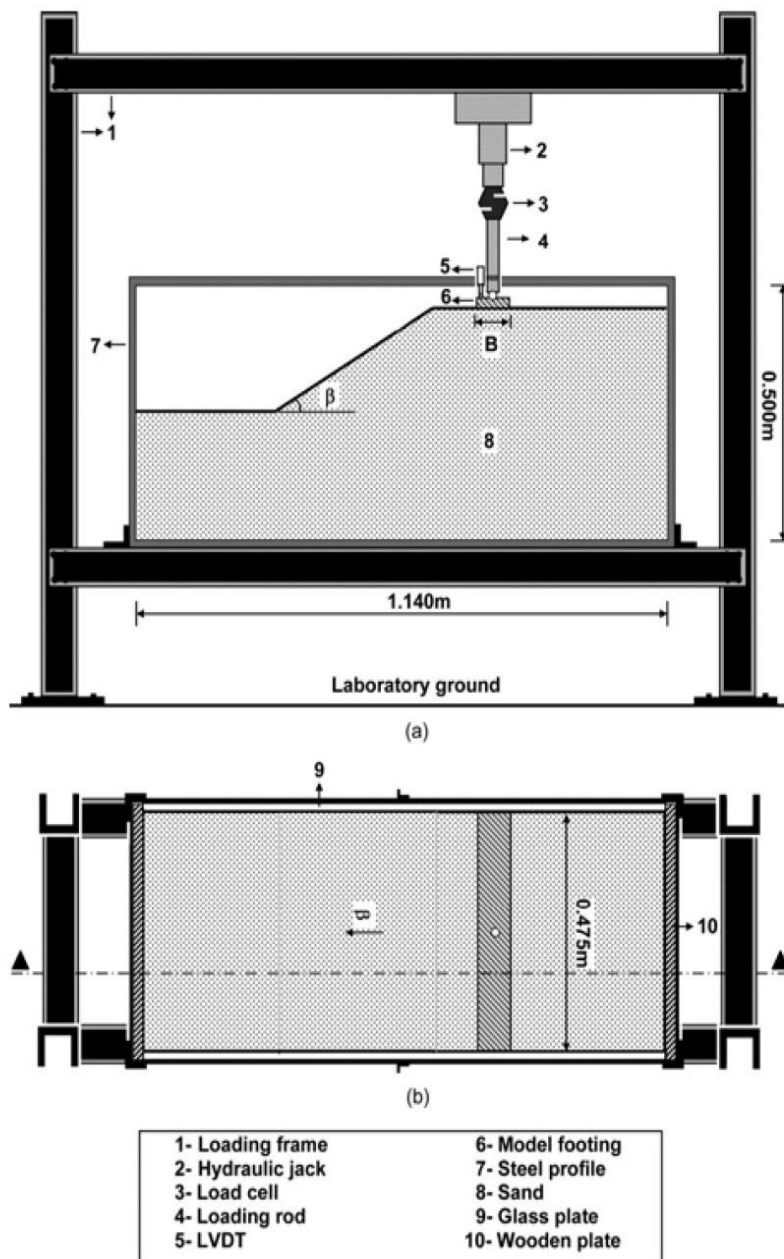 1
2
3
4
5
6
B
7
β
8
0.500m
1.140m
Laboratory ground
(a)
9
β
0.475m
10
(b)
1- Loading frame
2- Hydraulic jack
3- Load cell
4- Loading rod
5- LVDT
6- Model footing
7- Steel profile
8- Sand
9- Glass plate
10- Wooden plate